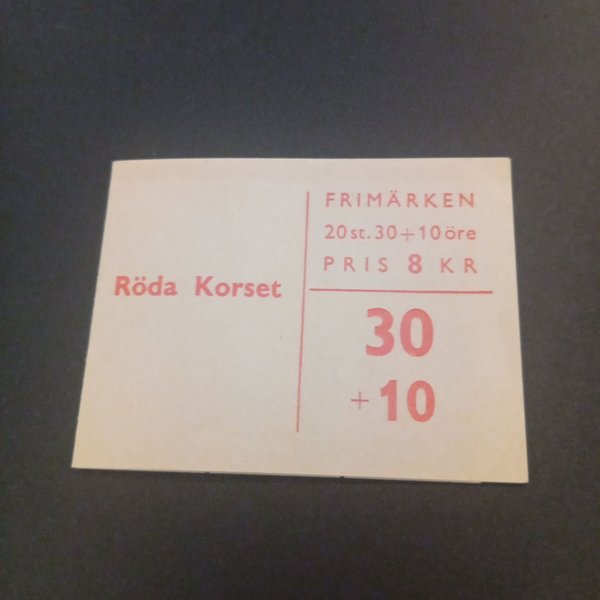 Röda Korset
FRIMÄRKEN
20 st. 30+10 öre
PRIS 8 KR
30
+10